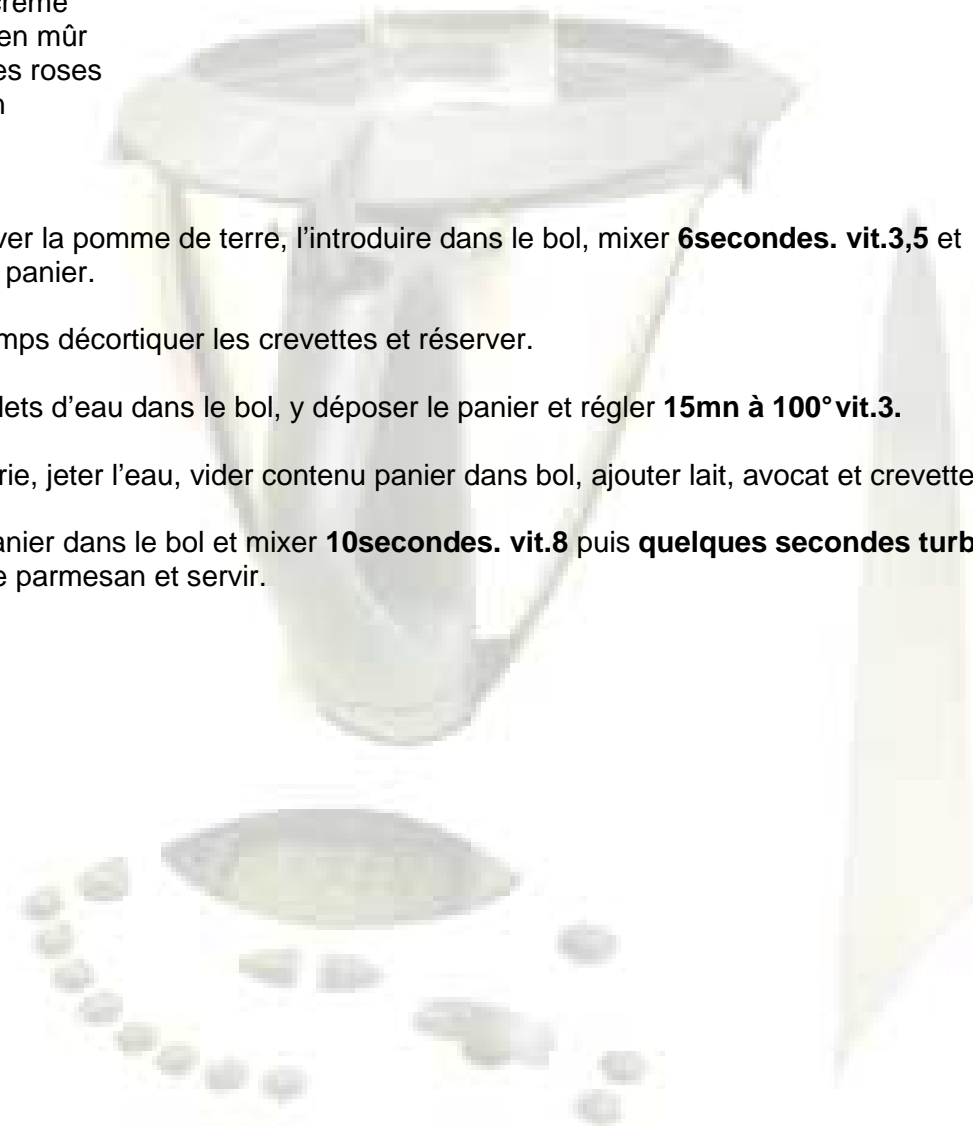 crème
en mûr
es roses
n
ver la pomme de terre, l'introduire dans le bol, mixer 6secondes. vit.3,5 et
panier.
mps décortiquer les crevettes et réserver.
lets d'eau dans le bol, y déposer le panier et régler 15mn à 100° vit.3.
rie, jeter l'eau, vider contenu panier dans bol, ajouter lait, avocat et crevette
anier dans le bol et mixer 10secondes. vit.8 puis quelques secondes turb
e parmesan et servir.